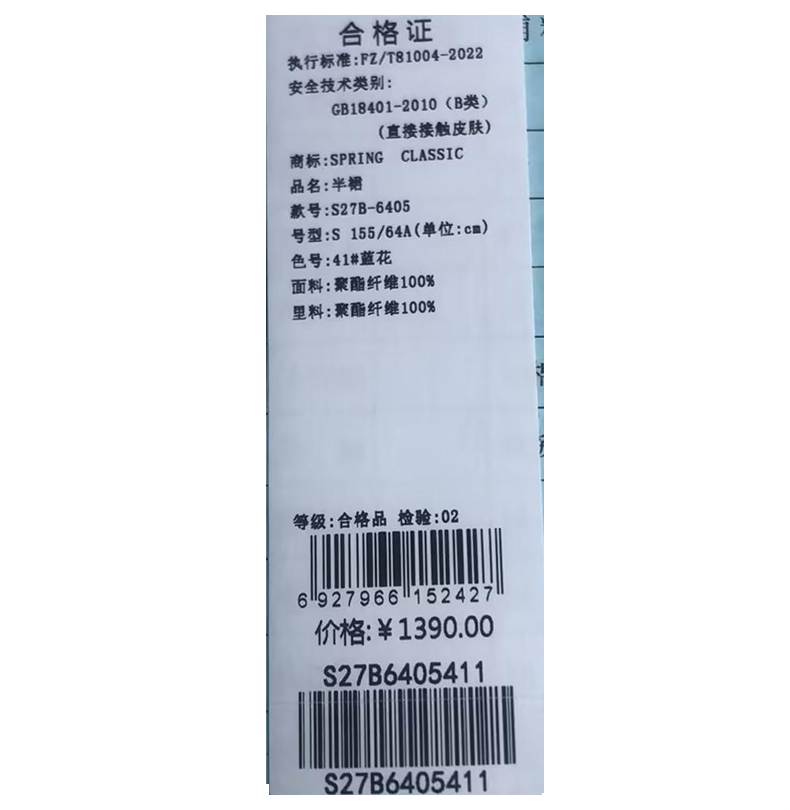 合格证
执行标准:FZ/T81004-2022
安全技术类别:
GB18401-2010（B类）
(直接接触皮肤)
商标:SPRING CLASSIC
品名:半裙
款号:S27B-6405
号型:S 155/64A(单位:cm)
色号:41#蓝花
面料:聚酯纤维100%
里料:聚酯纤维100%
等级:合格品 检验:02
6 927966 152427
价格:￥1390.00
S27B6405411
S27B6405411